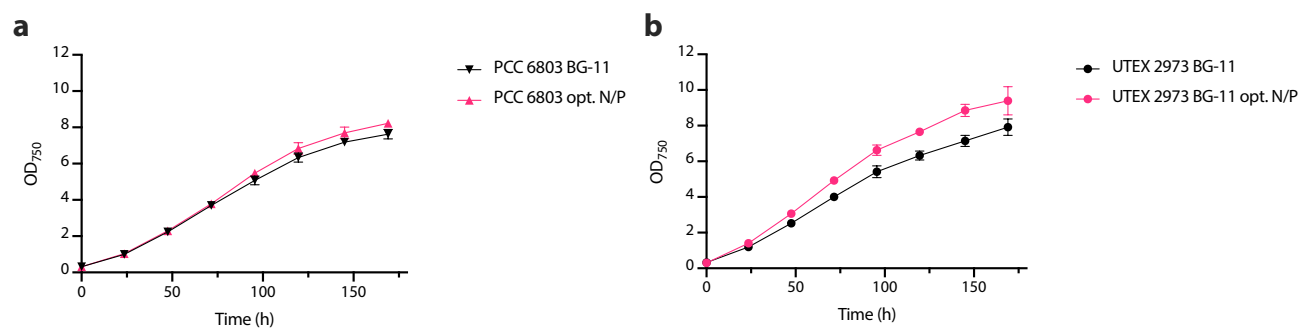 a
12
10
8
6
4
2
0
0
50
100
150
OD750
Time (h)
PCC 6803 BG-11
PCC 6803 opt. N/P
b
12
10
8
6
4
2
0
0
50
100
150
OD750
Time (h)
UTEX 2973 BG-11
UTEX 2973 BG-11 opt. N/P